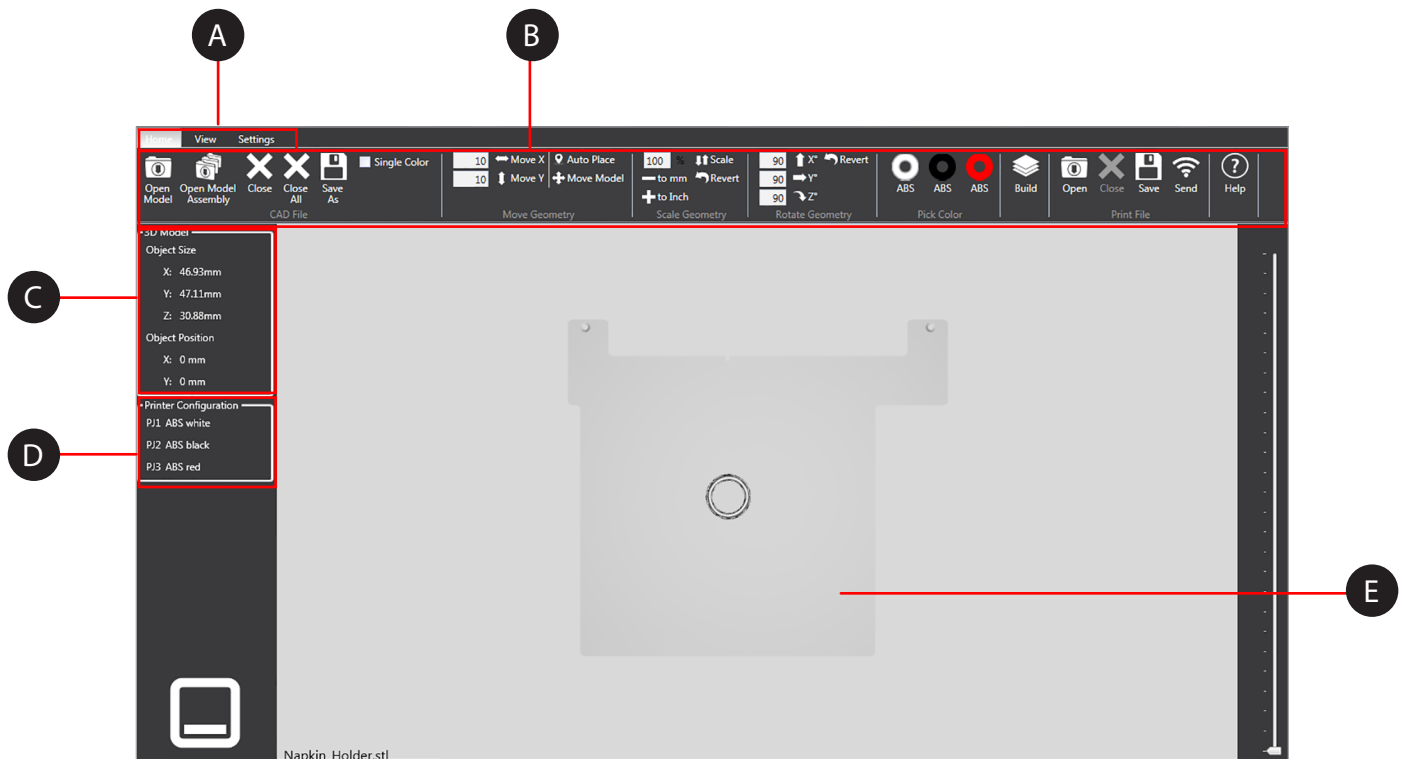 A
B
Home View Settings
Open Model
Open Model Assembly
Close
Close All
Save As
Single Color
CAD File
10 Move X Auto Place
10 Move Y Move Model
Move Geometry
100 % Scale
to mm Revert
to Inch
Scale Geometry
90 X° Revert
90 Y°
90 Z°
Rotate Geometry
ABS ABS ABS
Pick Color
Build
Open Close Save Send
Print File
? Help
C
3D Model
Object Size
X: 46.93mm
Y: 47.11mm
Z: 30.88mm
Object Position
X: 0 mm
Y: 0 mm
D
Printer Configuration
PJ1 ABS white
PJ2 ABS black
PJ3 ABS red
E
Napkin_Holder.stl